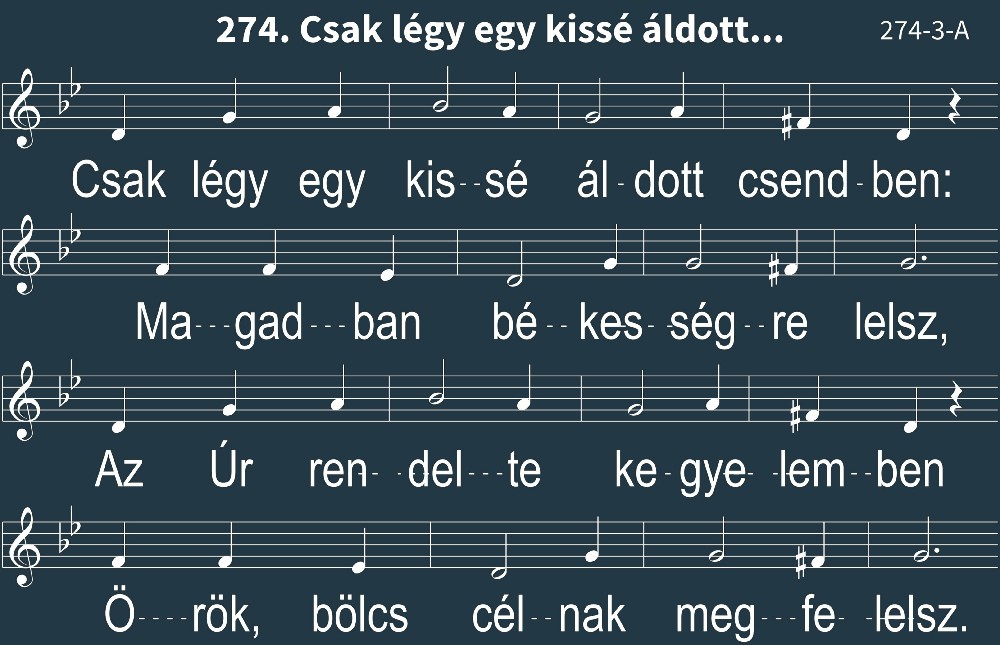 274. Csak légy egy kissé áldott... 274-3-A
Csak légy egy kis--sé ál-dott csend-ben:
Ma---gad---ban bé--kes-ség--re lelsz,
Az Úr ren--del---te ke-gye-lem--ben
Ö----rök, bölcs cél--nak meg---fe-lelsz.